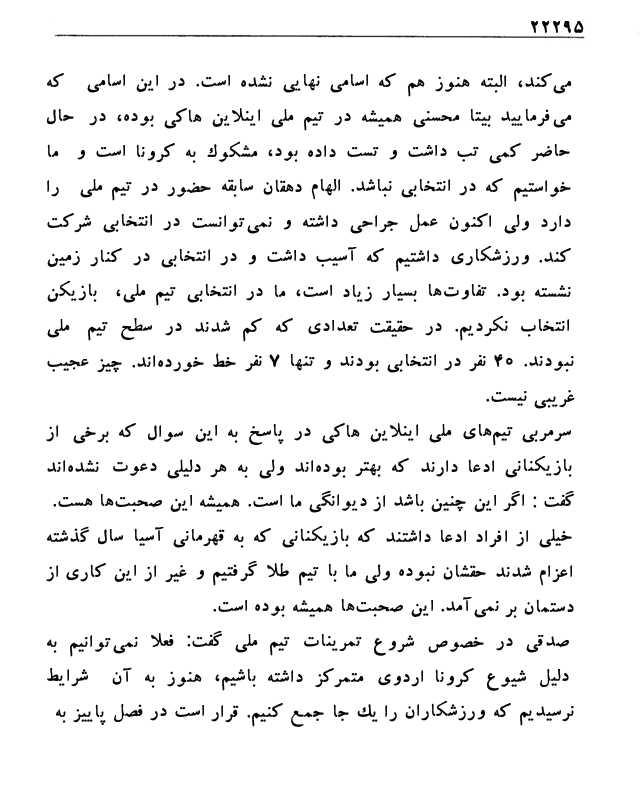 ۲۲۲۹۵
می‌کند، البته هنوز هم که اسامی نهایی نشده است. در این اسامی که
می‌فرمایید بیتا محسنی همیشه در تیم ملی اینلاین هاکی بوده، در حال
حاضر کمی تب داشت و تست داده بود، مشکوك به کرونا است و ما
خواستیم که در انتخابی نباشد. الهام دهقان سابقه حضور در تیم ملی را
دارد ولی اکنون عمل جراحی داشته و نمی‌توانست در انتخابی شرکت
کند. ورزشکاری داشتیم که آسیب داشت و در انتخابی در کنار زمین
نشسته بود. تفاوت‌ها بسیار زیاد است، ما در انتخابی تیم ملی، بازیکن
انتخاب نکردیم. در حقیقت تعدادی که کم شدند در سطح تیم ملی
نبودند. ۴۰ نفر در انتخابی بودند و تنها ۷ نفر خط خورده‌اند. چیز عجیب
غریبی نیست.
سرمربی تیم‌های ملی اینلاین هاکی در پاسخ به این سوال که برخی از
بازیکنانی ادعا دارند که بهتر بوده‌اند ولی به هر دلیلی دعوت نشده‌اند
گفت : اگر این چنین باشد از دیوانگی ما است. همیشه این صحبت‌ها هست.
خیلی از افراد ادعا داشتند که بازیکنانی که به قهرمانی آسیا سال گذشته
اعزام شدند حقشان نبوده ولی ما با تیم طلا گرفتیم و غیر از این کاری از
دستمان بر نمی‌آمد. این صحبت‌ها همیشه بوده است.
صدقی در خصوص شروع تمرینات تیم ملی گفت: فعلا نمی‌توانیم به
دلیل شیوع کرونا اردوی متمرکز داشته باشیم، هنوز به آن شرایط
نرسیدیم که ورزشکاران را یك جا جمع کنیم. قرار است در فصل پاییز به